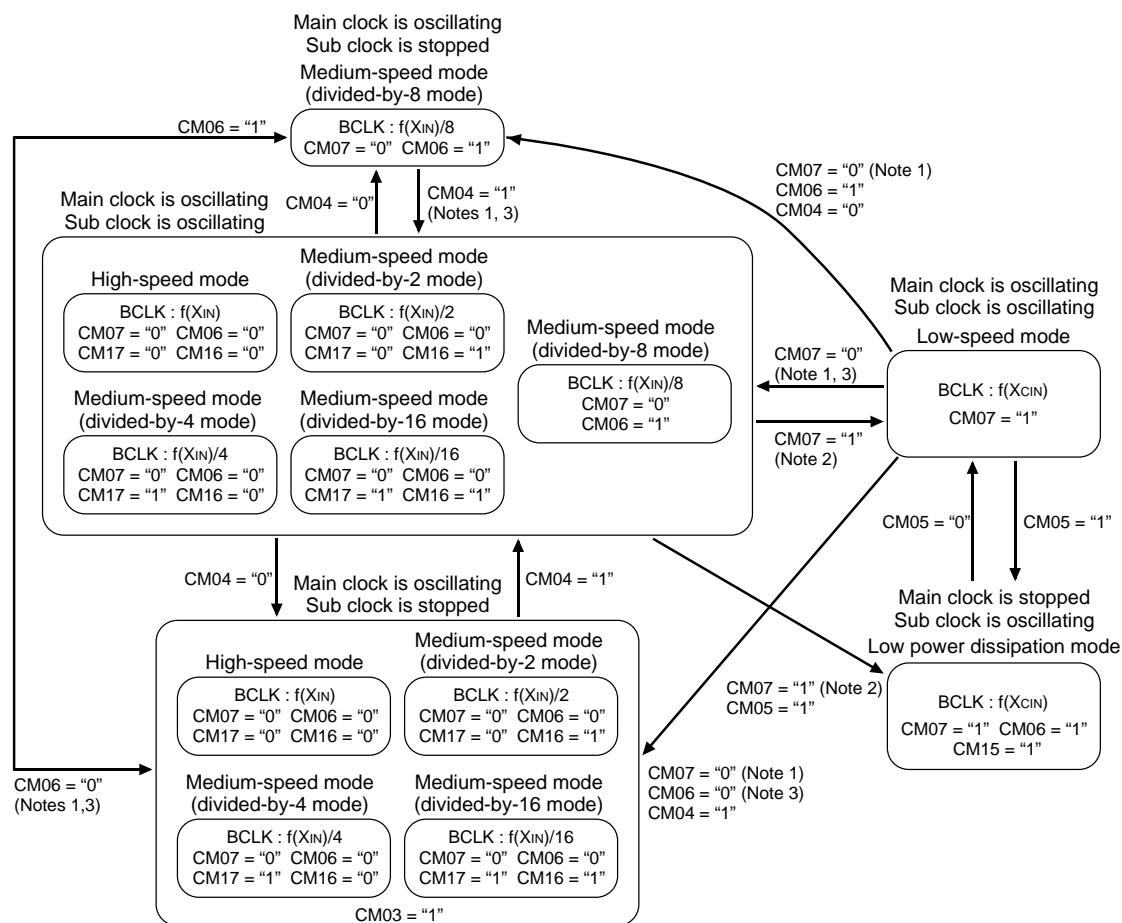 Main clock is oscillating
Sub clock is stopped
Medium-speed mode
(divided-by-8 mode)
BCLK : f(XIN)/8
CM07 = “0” CM06 = “1”
CM06 = “1”
CM07 = “0” (Note 1)
CM06 = “1”
CM04 = “0”
Main clock is oscillating
Sub clock is oscillating
CM04 = “0”
CM04 = “1”
(Notes 1, 3)
High-speed mode
BCLK : f(XIN)
CM07 = “0” CM06 = “0”
CM17 = “0” CM16 = “0”
Medium-speed mode
(divided-by-2 mode)
BCLK : f(XIN)/2
CM07 = “0” CM06 = “0”
CM17 = “0” CM16 = “1”
Medium-speed mode
(divided-by-4 mode)
BCLK : f(XIN)/4
CM07 = “0” CM06 = “0”
CM17 = “1” CM16 = “0”
Medium-speed mode
(divided-by-16 mode)
BCLK : f(XIN)/16
CM07 = “0” CM06 = “0”
CM17 = “1” CM16 = “1”
Medium-speed mode
(divided-by-8 mode)
BCLK : f(XIN)/8
CM07 = “0”
CM06 = “1”
CM07 = “0”
(Note 1, 3)
CM07 = “1”
(Note 2)
Main clock is oscillating
Sub clock is oscillating
Low-speed mode
BCLK : f(XCIN)
CM07 = “1”
CM05 = “0”
CM05 = “1”
CM04 = “0”
Main clock is oscillating
Sub clock is stopped
CM04 = “1”
Main clock is stopped
Sub clock is oscillating
Low power dissipation mode
BCLK : f(XCIN)
CM07 = “1” CM06 = “1”
CM15 = “1”
CM07 = “1” (Note 2)
CM05 = “1”
High-speed mode
BCLK : f(XIN)
CM07 = “0” CM06 = “0”
CM17 = “0” CM16 = “0”
Medium-speed mode
(divided-by-2 mode)
BCLK : f(XIN)/2
CM07 = “0” CM06 = “0”
CM17 = “0” CM16 = “1”
CM06 = “0”
(Notes 1,3)
Medium-speed mode
(divided-by-4 mode)
BCLK : f(XIN)/4
CM07 = “0” CM06 = “0”
CM17 = “1” CM16 = “0”
Medium-speed mode
(divided-by-16 mode)
BCLK : f(XIN)/16
CM07 = “0” CM06 = “0”
CM17 = “1” CM16 = “1”
CM07 = “0” (Note 1)
CM06 = “0” (Note 3)
CM04 = “1”
CM03 = “1”